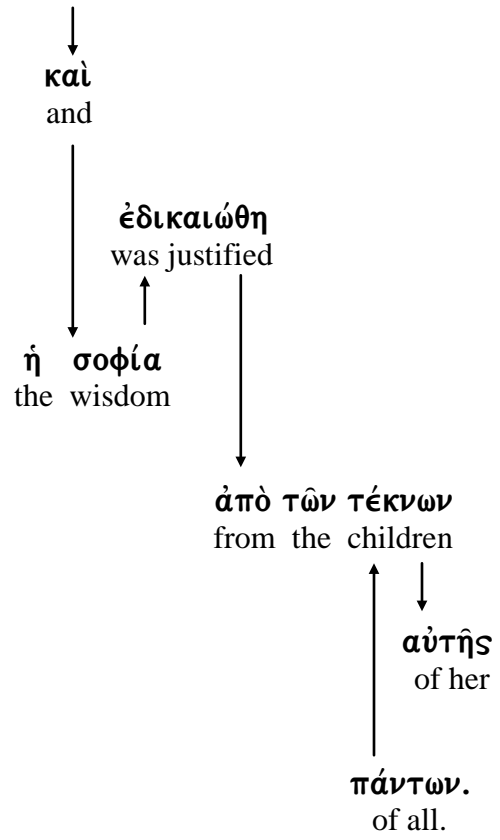 καὶ
and
ἐδικαιώθη
was justified
ἡ σοφία
the wisdom
ἀπὸ τῶν τέκνων
from the children
αὐτῆς
of her
πάντων.
of all.